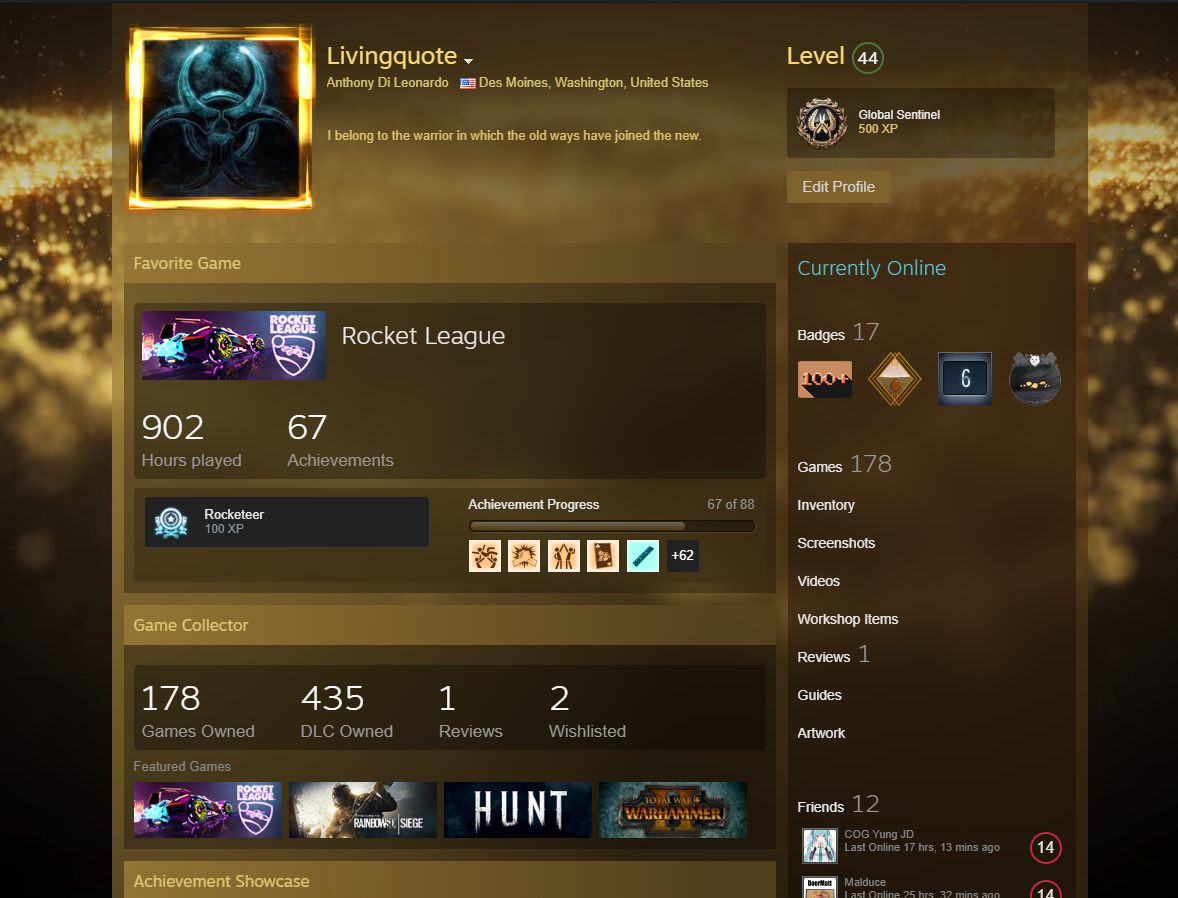 Livingquote
Anthony Di Leonardo Des Moines, Washington, United States
I belong to the warrior in which the old ways have joined the new.
Level 44
Global Sentinel
500 XP
Edit Profile
Favorite Game
ROCKET LEAGUE
Rocket League
902
Hours played
67
Achievements
Rocketeer
100 XP
Achievement Progress 67 of 88
+62
Game Collector
178
Games Owned
435
DLC Owned
1
Reviews
2
Wishlisted
Featured Games
ROCKET LEAGUE
RAINBOW SIX SIEGE
HUNT
TOTAL WAR
WARHAMMER
II
Achievement Showcase
Currently Online
Badges 17
100+
6
Games 178
Inventory
Screenshots
Videos
Workshop Items
Reviews 1
Guides
Artwork
Friends 12
COG Yung JD
Last Online 17 hrs, 13 mins ago
14
DoorMatt
Malduce
Last Online 25 hrs, 32 mins ago
14